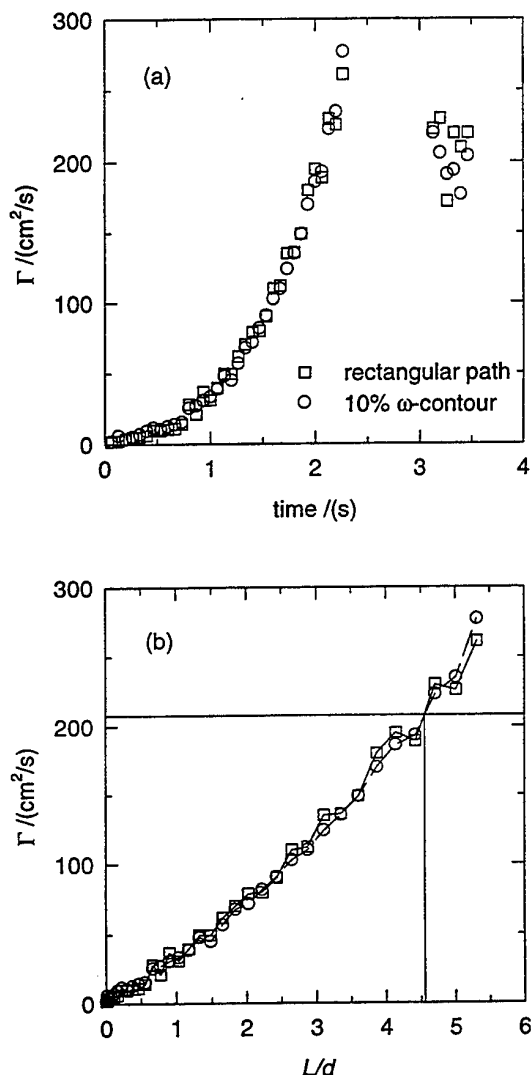 300
(a)
200
Γ /(cm²/s)
100
rectangular path
10% ω-contour
0
0 1 2 3 4
time /(s)
300
(b)
200
Γ /(cm²/s)
100
0
0 1 2 3 4 5 6
L/d